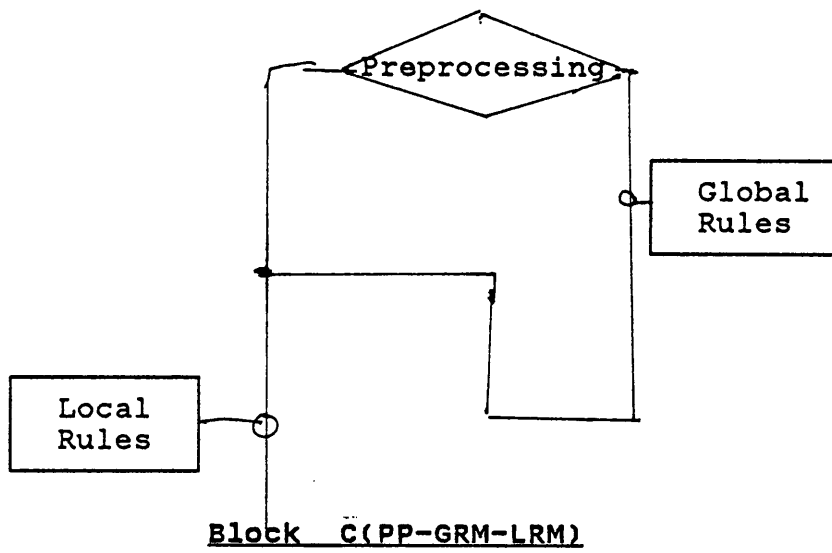 Preprocessing
Global
Rules
Local
Rules
Block C(PP-GRM-LRM)